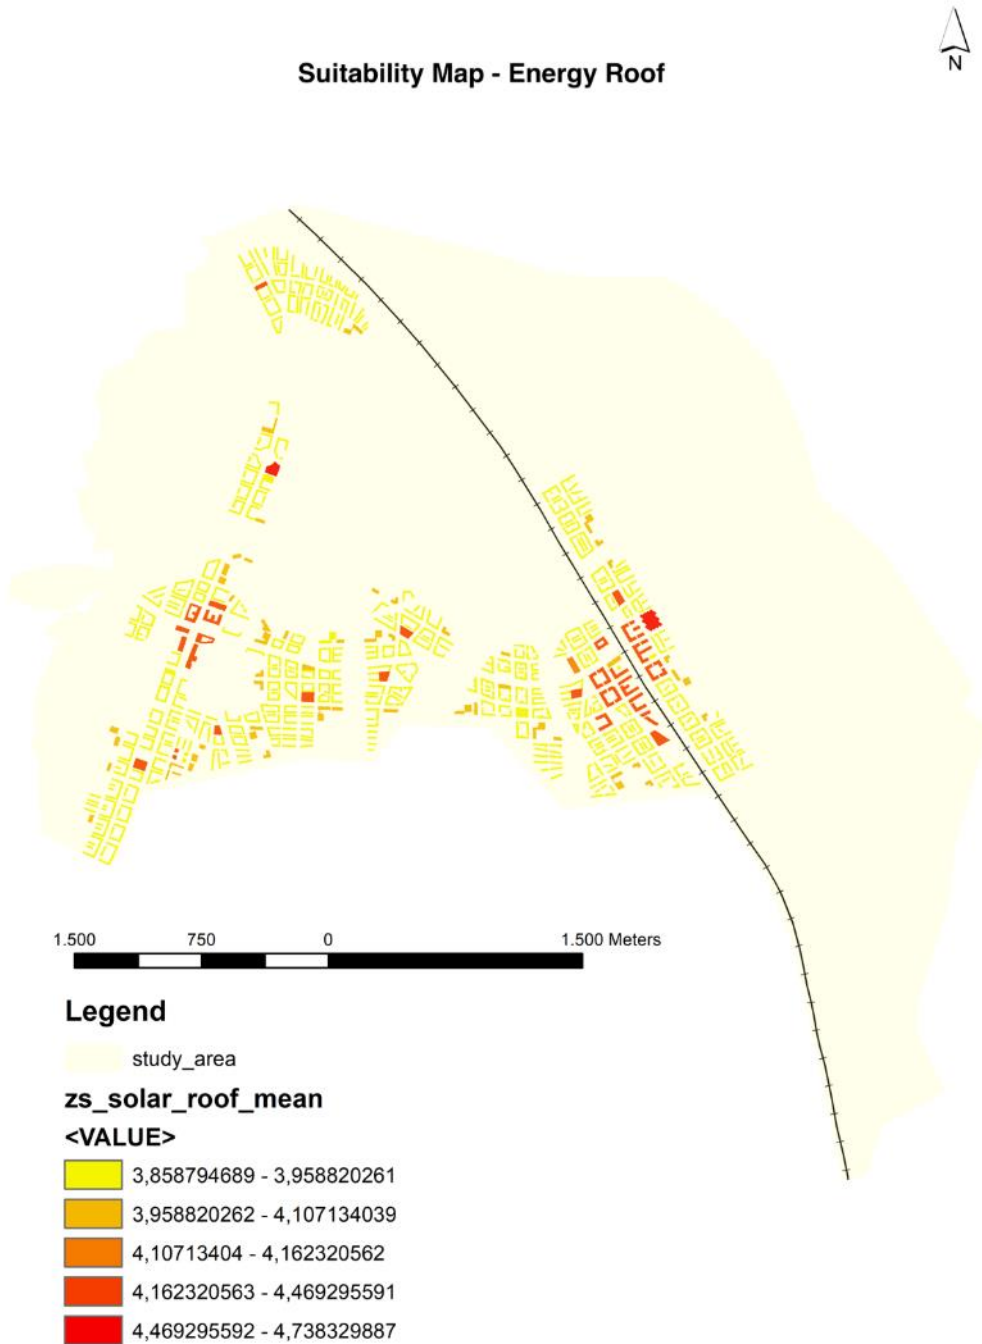 N
Suitability Map - Energy Roof
1.500 750 0 1.500 Meters
Legend
study_area
zs_solar_roof_mean
<VALUE>
3,858794689 - 3,958820261
3,958820262 - 4,107134039
4,10713404 - 4,162320562
4,162320563 - 4,469295591
4,469295592 - 4,738329887